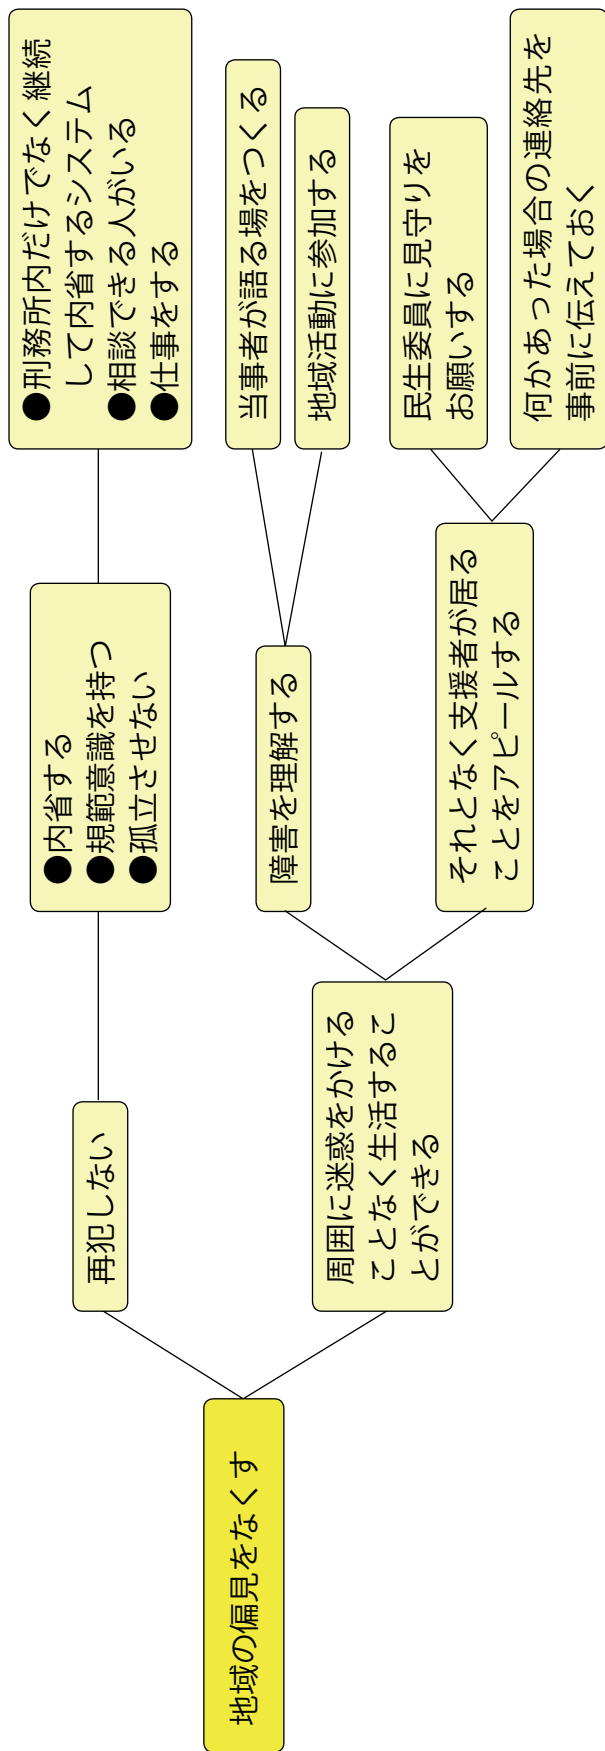 地域の偏見をなくす
再犯しない
●内省する
●規範意識を持つ
●孤立させない
●刑務所内だけでなく継続
して内省するシステム
●相談できる人がいる
●仕事をする
周囲に迷惑をかける
ことなく生活するこ
とができる
障害を理解する
当事者が語る場をつくる
地域活動に参加する
それとなく支援者が居る
ことをアピールする
民生委員に見守りを
お願いする
何かあった場合の連絡先を
事前に伝えておく